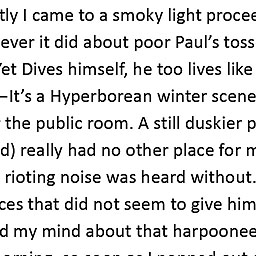 tly I came to a smoky light procee
ever it did about poor Paul’s toss
et Dives himself, he too lives like
—It’s a Hyperborean winter scene
the public room. A still duskier p
d) really had no other place for m
rioting noise was heard without.
ces that did not seem to give him
d my mind about that harpoonee